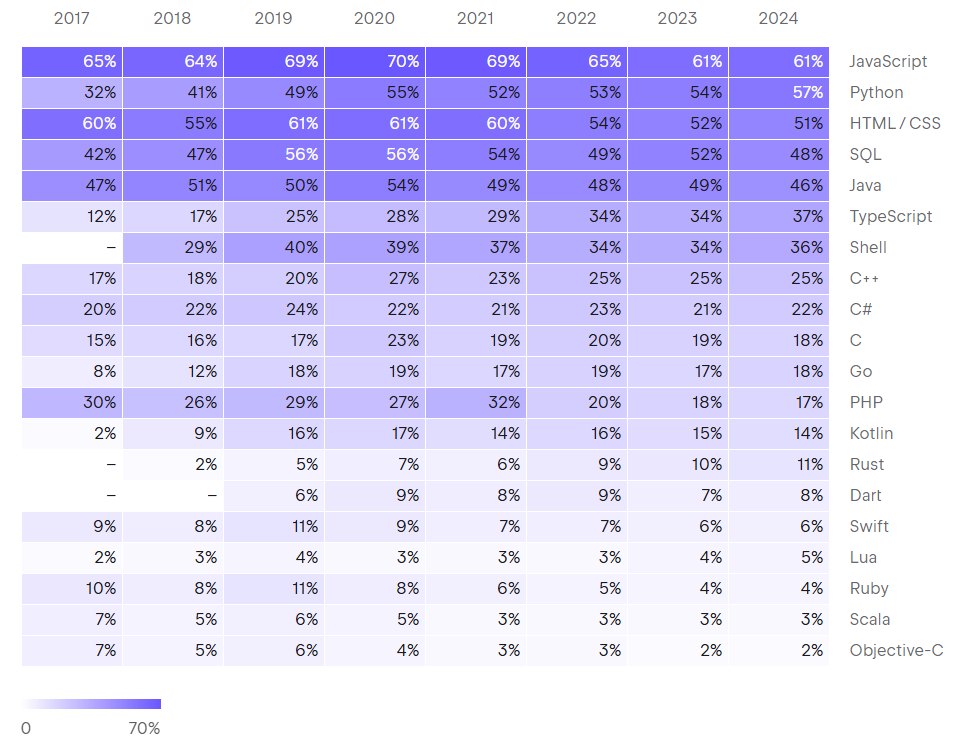 2017 2018 2019 2020 2021 2022 2023 2024
65% 64% 69% 70% 69% 65% 61% 61% JavaScript
32% 41% 49% 55% 52% 53% 54% 57% Python
60% 55% 61% 61% 60% 54% 52% 51% HTML / CSS
42% 47% 56% 56% 54% 49% 52% 48% SQL
47% 51% 50% 54% 49% 48% 49% 46% Java
12% 17% 25% 28% 29% 34% 34% 37% TypeScript
– 29% 40% 39% 37% 34% 34% 36% Shell
17% 18% 20% 27% 23% 25% 25% 25% C++
20% 22% 24% 22% 21% 23% 21% 22% C#
15% 16% 17% 23% 19% 20% 19% 18% C
8% 12% 18% 19% 17% 19% 17% 18% Go
30% 26% 29% 27% 32% 20% 18% 17% PHP
2% 9% 16% 17% 14% 16% 15% 14% Kotlin
– 2% 5% 7% 6% 9% 10% 11% Rust
– – 6% 9% 8% 9% 7% 8% Dart
9% 8% 11% 9% 7% 7% 6% 6% Swift
2% 3% 4% 3% 3% 3% 4% 5% Lua
10% 8% 11% 8% 6% 5% 4% 4% Ruby
7% 5% 6% 5% 3% 3% 3% 3% Scala
7% 5% 6% 4% 3% 3% 2% 2% Objective-C
0 70%